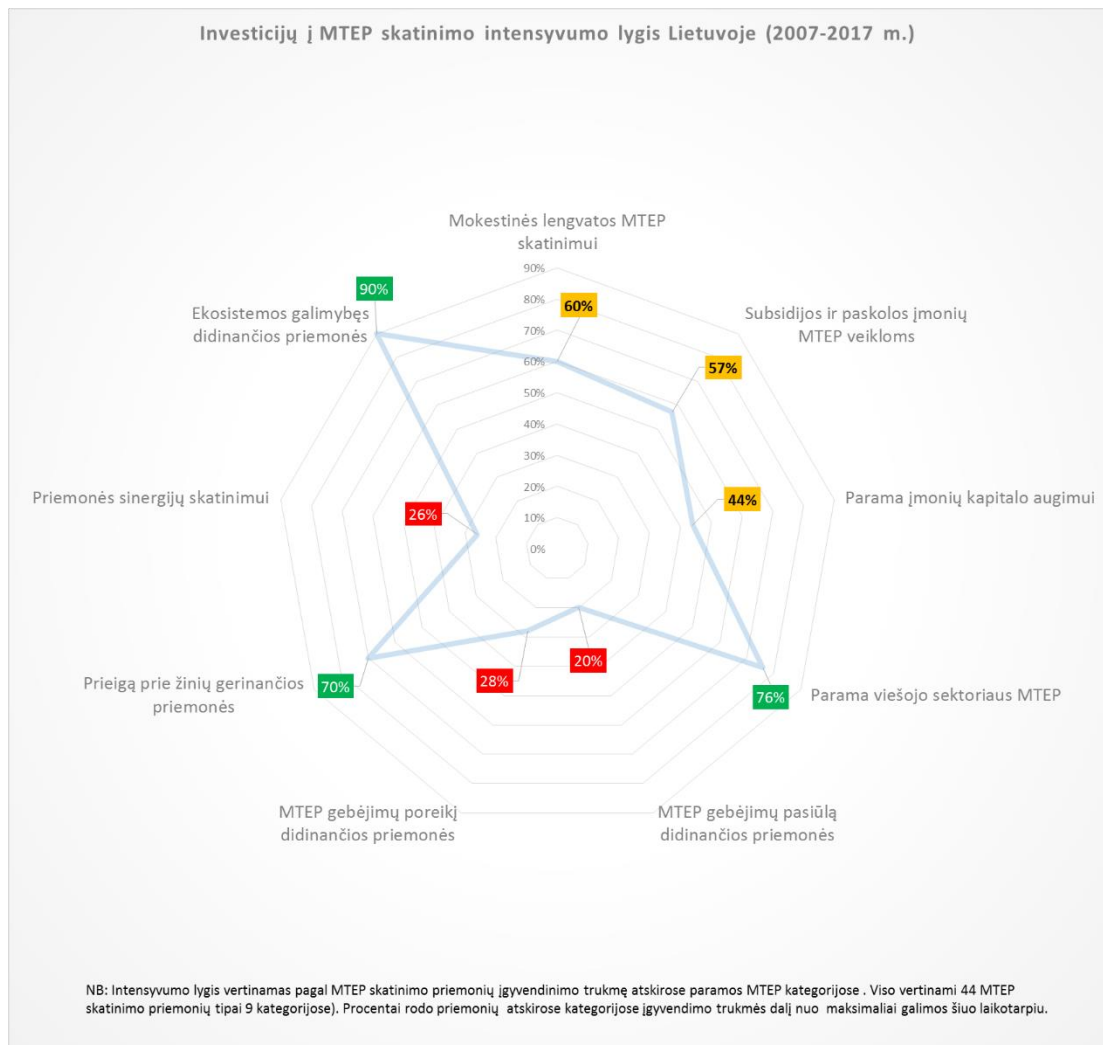 Investicijų į MTEP skatinimo intensyvumo lygis Lietuvoje (2007-2017 m.)
Mokestinės lengvatos MTEP
skatinimui
90%
80%
70%
60%
50%
40%
30%
20%
10%
0%
60%
Subsidijos ir paskolos įmonių
MTEP veikloms
57%
Parama įmonių kapitalo augimui
44%
Parama viešojo sektoriaus MTEP
76%
MTEP gebėjimų pasiūlą
didinančios priemonės
20%
MTEP gebėjimų poreikį
didinančios priemonės
28%
Prieigą prie žinių gerinančios
priemonės
70%
Priemonės sinergijų skatinimui
26%
Ekosistemos galimybęs
didinančios priemonės
90%
NB: Intensyvumo lygis vertinamas pagal MTEP skatinimo priemonių įgyvendinimo trukmę atskirose paramos MTEP kategorijose . Viso vertinami 44 MTEP
skatinimo priemonių tipai 9 kategorijose). Procentai rodo priemonių atskirose kategorijose įgyvendimo trukmės dalį nuo maksimaliai galimos šiuo laikotarpiu.